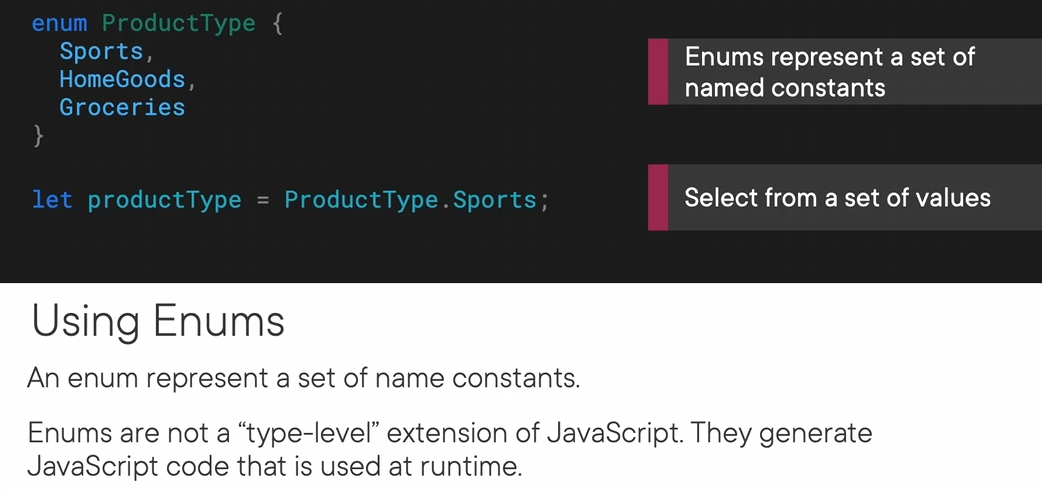 enum ProductType {
  Sports,
  HomeGoods,
  Groceries
}
Enums represent a set of
named constants
let productType = ProductType.Sports;
Select from a set of values
Using Enums
An enum represent a set of name constants.
Enums are not a “type-level” extension of JavaScript. They generate
JavaScript code that is used at runtime.